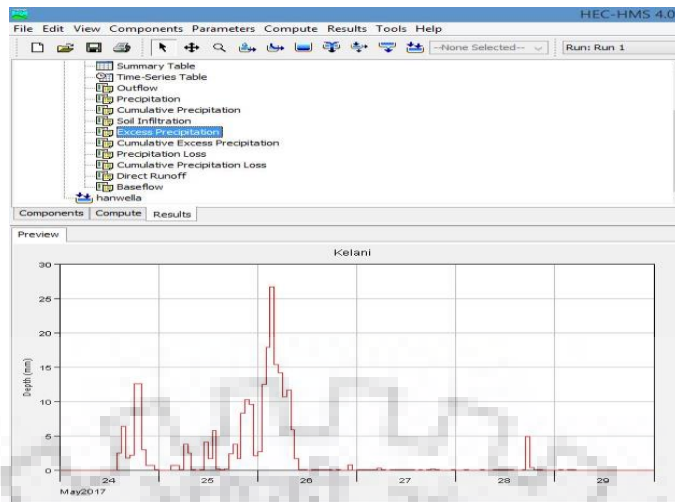 HEC-HMS 4.0
File Edit View Components Parameters Compute Results Tools Help
--None Selected-- Run: Run 1
Summary Table
Time-Series Table
Outflow
Precipitation
Cumulative Precipitation
Soil Infiltration
Excess Precipitation
Cumulative Excess Precipitation
Precipitation Loss
Cumulative Precipitation Loss
Direct Runoff
Baseflow
hanwella
Components Compute Results
Preview
Kelani
30
25
20
15
10
5
0
Depth (mm)
24 25 26 27 28 29
May2017